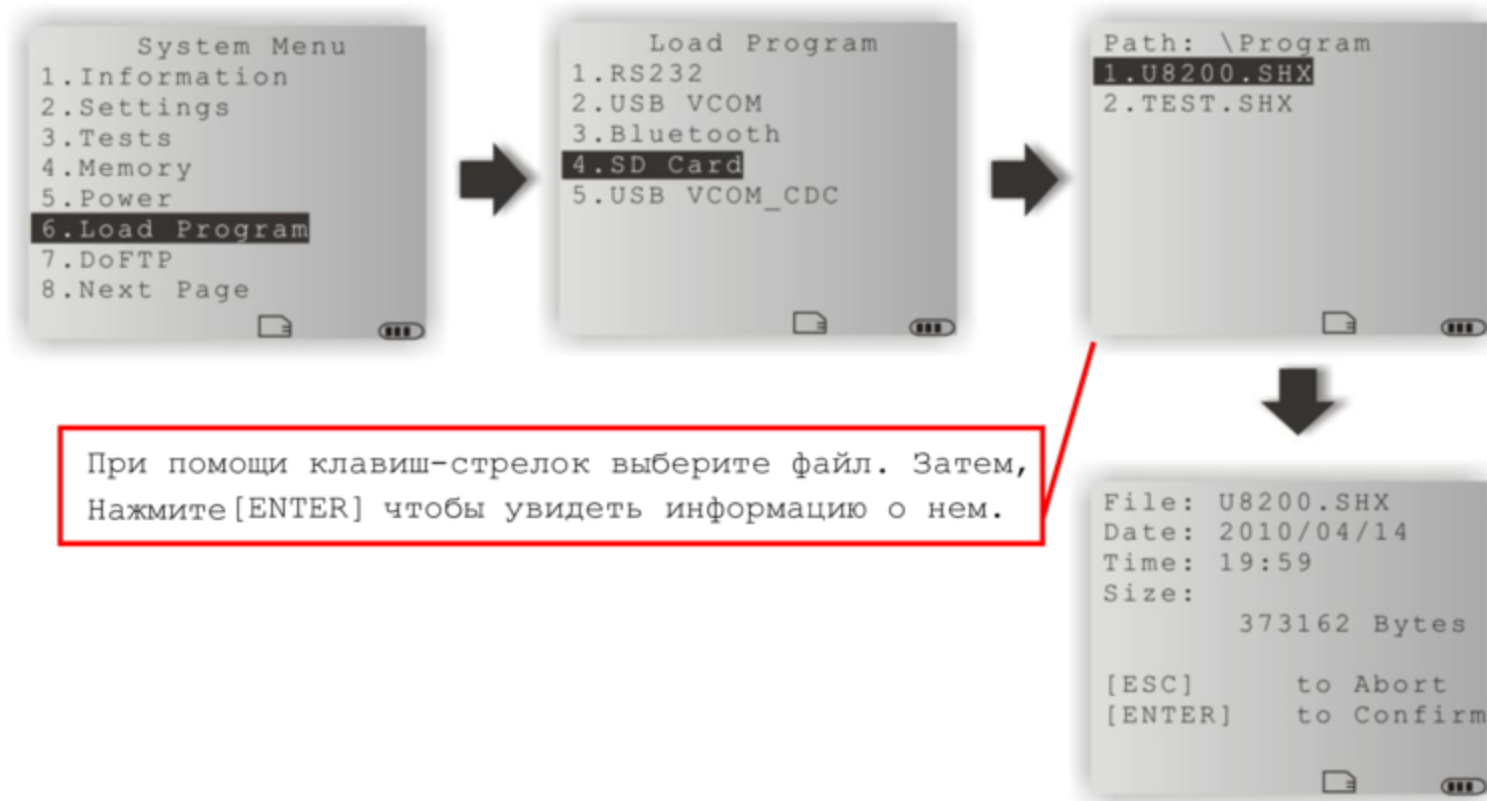 System Menu
1.Information
2.Settings
3.Tests
4.Memory
5.Power
6.Load Program
7.DoFTP
8.Next Page
Load Program
1.RS232
2.USB VCOM
3.Bluetooth
4.SD Card
5.USB VCOM_CDC
Path: \Program
1.U8200.SHX
2.TEST.SHX
При помощи клавиш-стрелок выберите файл. Затем,
Нажмите[ENTER] чтобы увидеть информацию о нем.
File: U8200.SHX
Date: 2010/04/14
Time: 19:59
Size:
373162 Bytes
[ESC] to Abort
[ENTER] to Confirm